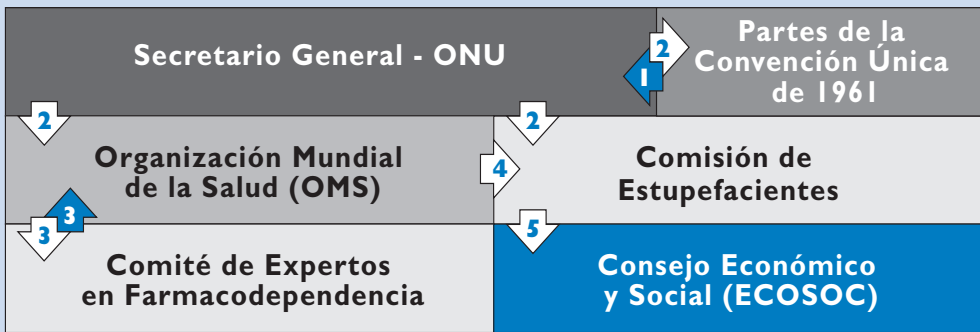 Secretario General - ONU
1
2
Partes de la
Convención Única
de 1961
2
2
Organización Mundial
de la Salud (OMS)
4
Comisión de
Estupefacientes
3
3
5
Comité de Expertos
en Farmacodependencia
Consejo Económico
y Social (ECOSOC)